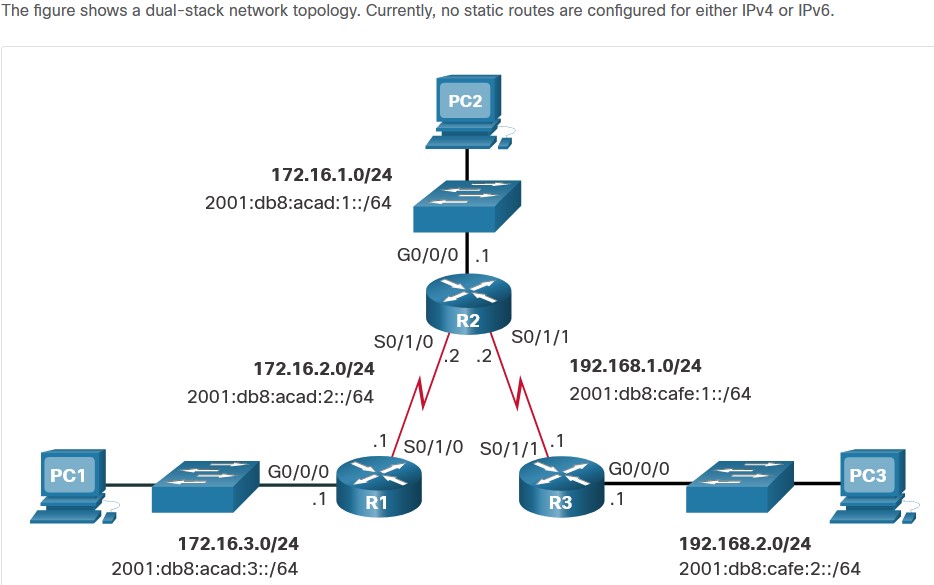 The figure shows a dual-stack network topology. Currently, no static routes are configured for either IPv4 or IPv6.
PC2
172.16.1.0/24
2001:db8:acad:1::/64
G0/0/0
.1
R2
S0/1/0
.2
.2
S0/1/1
172.16.2.0/24
2001:db8:acad:2::/64
192.168.1.0/24
2001:db8:cafe:1::/64
.1
S0/1/0
S0/1/1
.1
PC1
G0/0/0
.1
R1
R3
G0/0/0
.1
PC3
172.16.3.0/24
2001:db8:acad:3::/64
192.168.2.0/24
2001:db8:cafe:2::/64